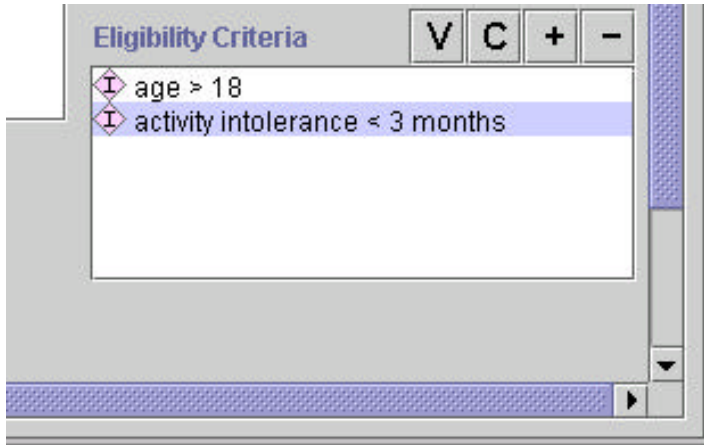 Eligibility Criteria V C + −
I age > 18
I activity intolerance < 3 months